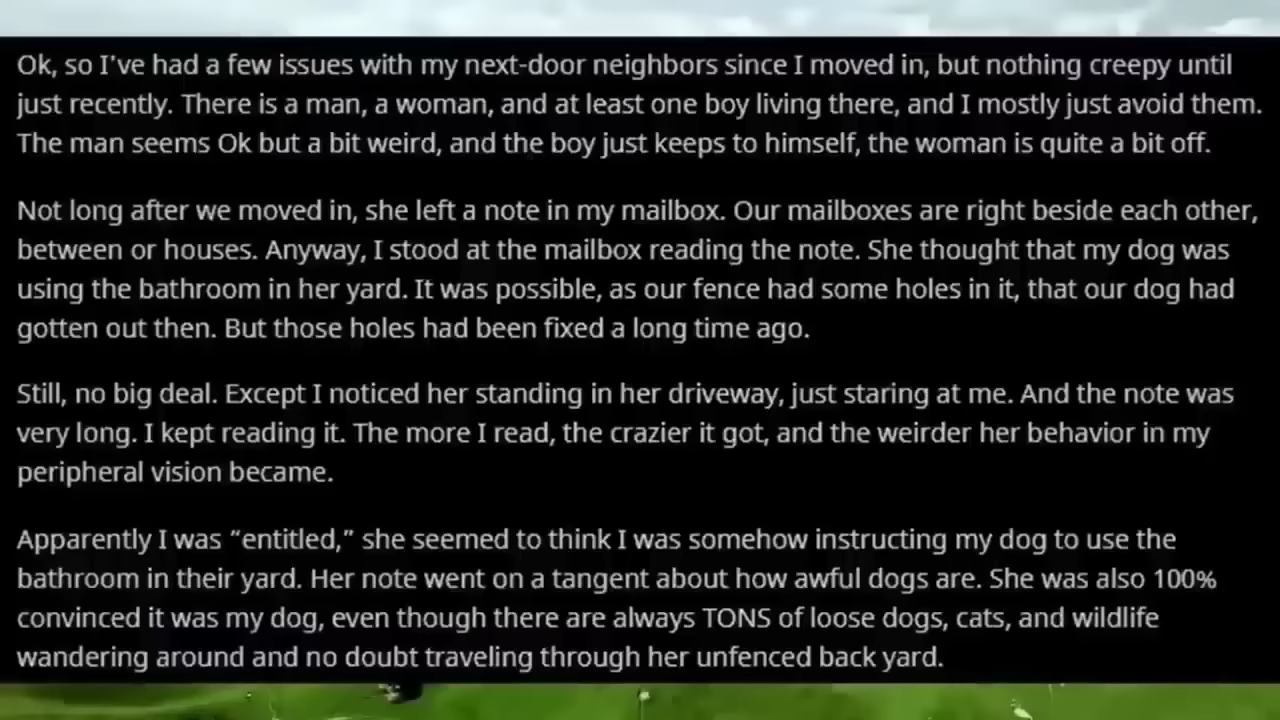 Ok, so I've had a few issues with my next-door neighbors since I moved in, but nothing creepy until
just recently. There is a man, a woman, and at least one boy living there, and I mostly just avoid them.
The man seems Ok but a bit weird, and the boy just keeps to himself, the woman is quite a bit off.
Not long after we moved in, she left a note in my mailbox. Our mailboxes are right beside each other,
between or houses. Anyway, I stood at the mailbox reading the note. She thought that my dog was
using the bathroom in her yard. It was possible, as our fence had some holes in it, that our dog had
gotten out then. But those holes had been fixed a long time ago.
Still, no big deal. Except I noticed her standing in her driveway, just staring at me. And the note was
very long. I kept reading it. The more I read, the crazier it got, and the weirder her behavior in my
peripheral vision became.
Apparently I was “entitled,” she seemed to think I was somehow instructing my dog to use the
bathroom in their yard. Her note went on a tangent about how awful dogs are. She was also 100%
convinced it was my dog, even though there are always TONS of loose dogs, cats, and wildlife
wandering around and no doubt traveling through her unfenced back yard.